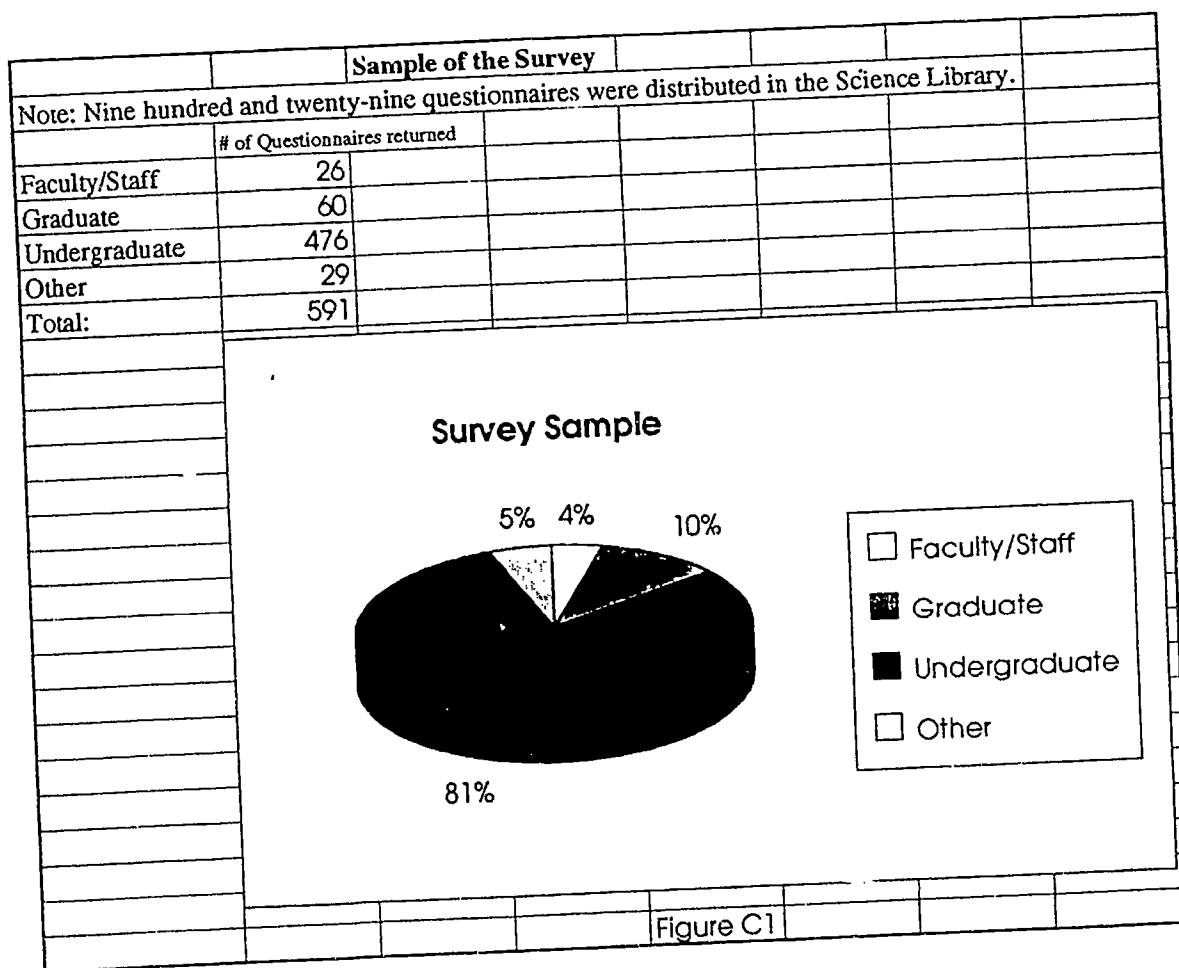 Sample of the Survey
Note: Nine hundred and twenty-nine questionnaires were distributed in the Science Library.
# of Questionnaires returned
Faculty/Staff 26
Graduate 60
Undergraduate 476
Other 29
Total: 591
Survey Sample
5% 4% 10%
81%
Faculty/Staff
Graduate
Undergraduate
Other
Figure C1